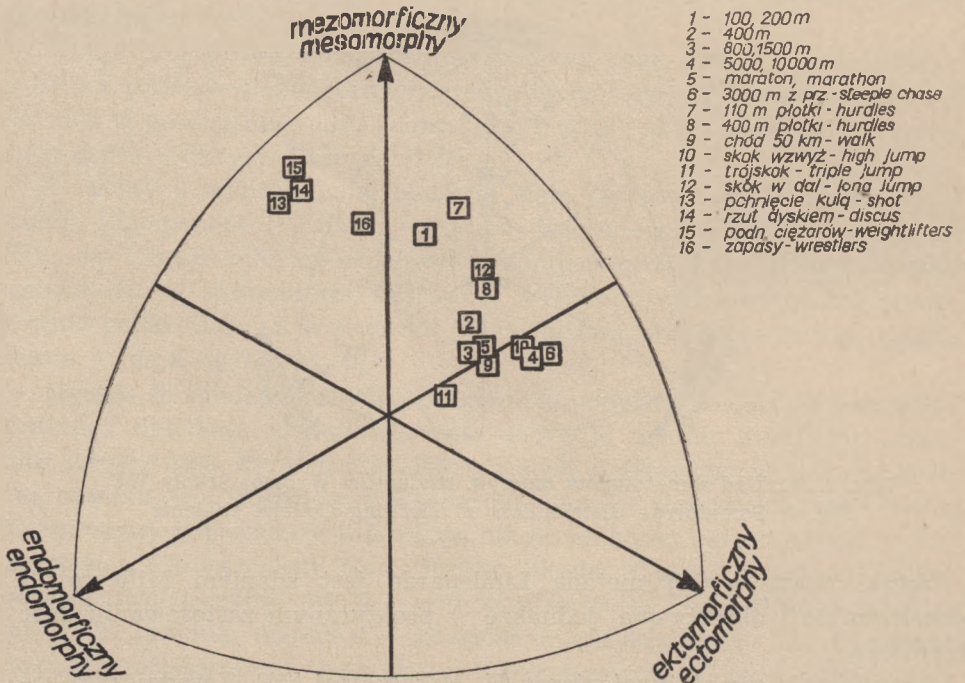 mezomorficzny
mesomorphy
1 - 100, 200 m
2 - 400 m
3 - 800, 1500 m
4 - 5000, 10000 m
5 - maraton, marathon
6 - 3000 m z prz. - steeple chase
7 - 110 m płotki - hurdles
8 - 400 m płotki - hurdles
9 - chód 50 km - walk
10 - skok wzwyż - high jump
11 - trójskok - triple jump
12 - skok w dal - long jump
13 - pchnięcie kulą - shot
14 - rzut dyskiem - discus
15 - podn. ciężarów - weightlifters
16 - zapasy - wrestlers
15
14
13
16
7
1
12
8
2
3
5
10
4
6
9
11
endomorficzny
endomorphy
ektomorficzny
ectomorphy